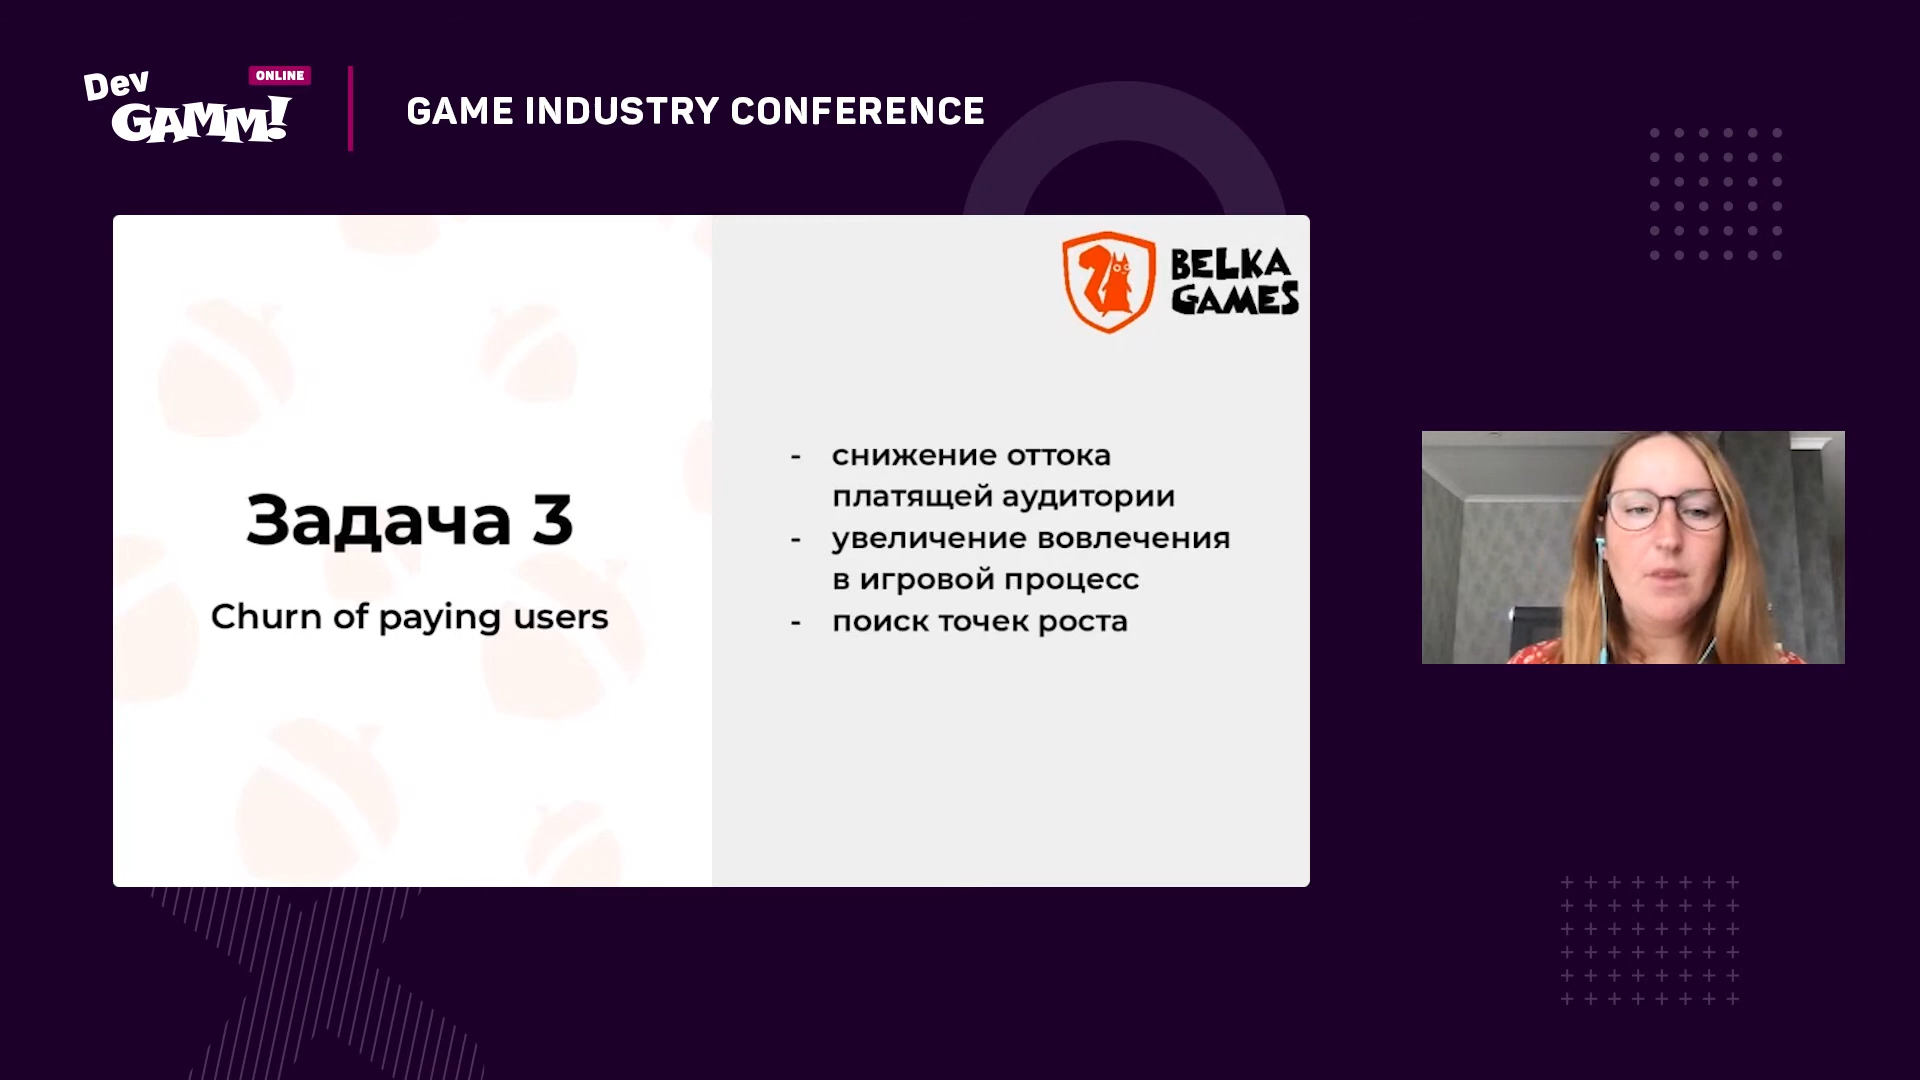 Dev
GAMM!
ONLINE
GAME INDUSTRY CONFERENCE
BELKA
GAMES
Задача 3
Churn of paying users
- снижение оттока
платящей аудитории
- увеличение вовлечения
в игровой процесс
- поиск точек роста